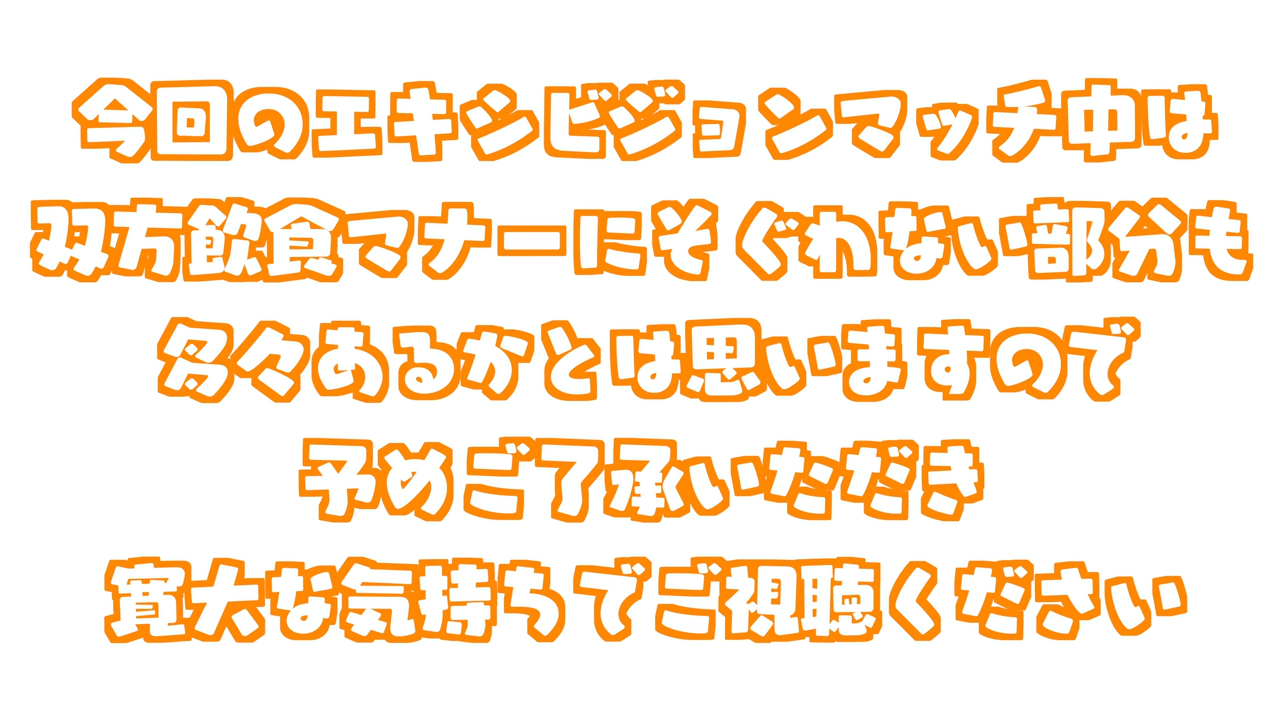 今回のエキシビジョンマッチ中は
双方飲食マナーにそぐわない部分も
多々あるかとは思いますので
予めご了承いただき
寛大な気持ちでご視聴ください